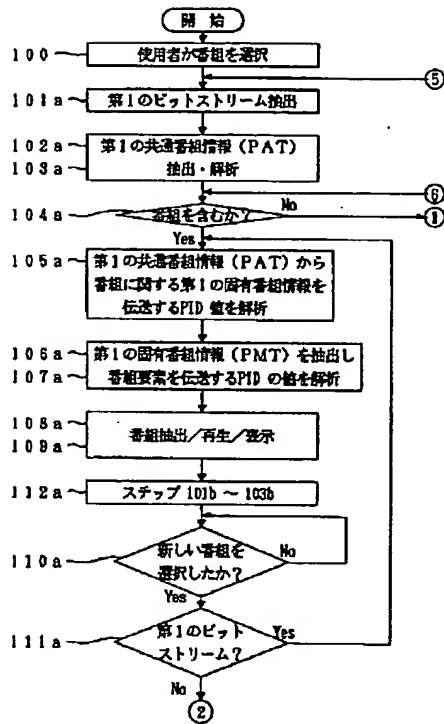 開始
100
使用者が番組を選択
⑤
101a
第1のビットストリーム抽出
102a
103a
第1の共通番組情報(PAT)
抽出・解析
⑥
104a
番組を含むか?
No
①
Yes
105a
第1の共通番組情報(PAT)から
番組に関する第1の固有番組情報を
伝送するPID 値を解析
106a
107a
第1の固有番組情報(PMT)を抽出し
番組要素を伝送するPID の値を解析
108a
109a
番組抽出/再生/表示
112a
ステップ 101b ~ 103b
110a
新しい番組を
選択したか?
No
Yes
111a
第1のビット
ストリーム?
Yes
No
②